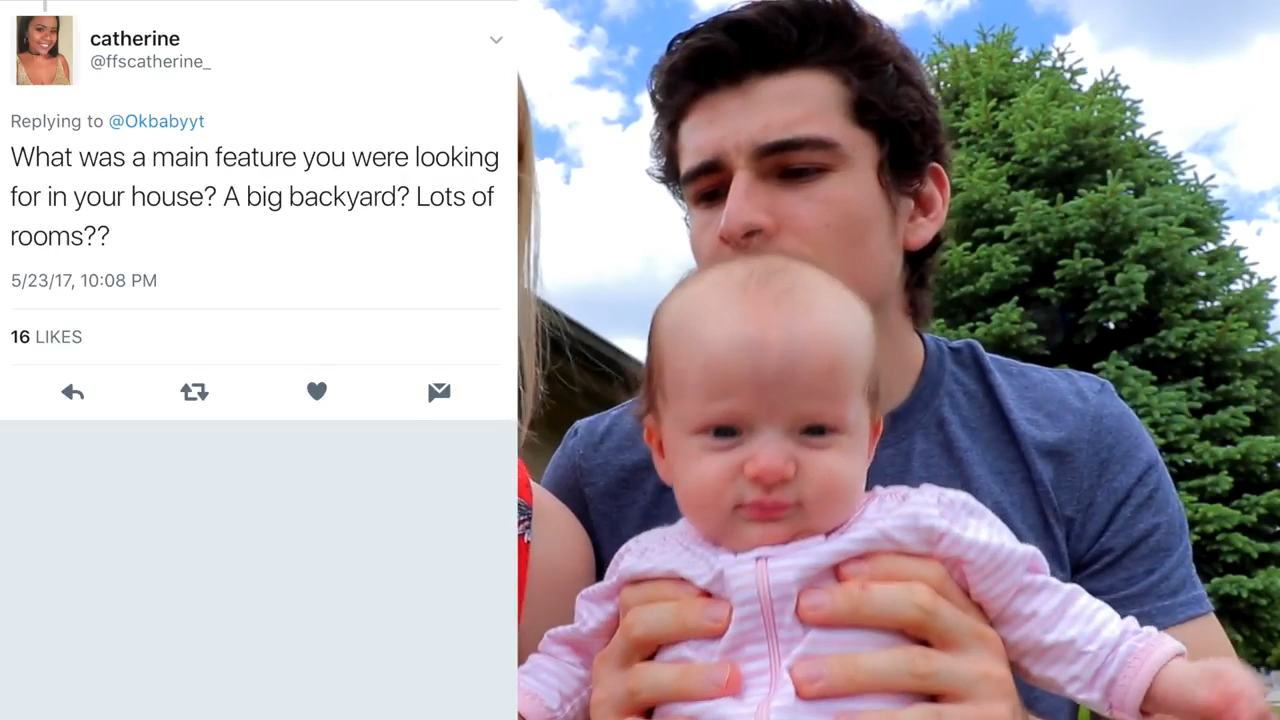 catherine
@ffscatherine_
Replying to @Okbabyyt
What was a main feature you were looking
for in your house? A big backyard? Lots of
rooms??
5/23/17, 10:08 PM
16 LIKES